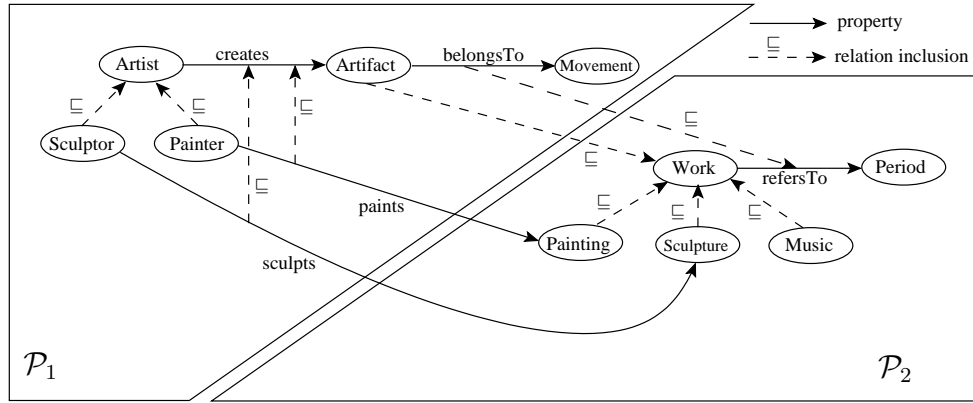 property
⊑
relation inclusion
creates
belongsTo
Artist
Artifact
Movement
⊑
⊑
⊑
Sculptor
Painter
⊑
Work
Period
refersTo
⊑
paints
⊑
⊑
⊑
Painting
Sculpture
Music
sculpts
𝒫₁
𝒫₂